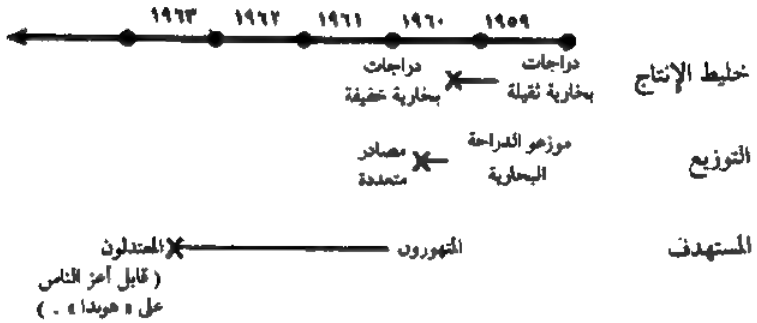 ١٩٥٩ ١٩٦٠ ١٩٦١ ١٩٦٢ ١٩٦٣
خليط الإنتاج
دراجات
بخارية ثقيلة
دراجات
بخارية خفيفة
التوزيع
موزعو الدراجة
البخارية
مصادر
متعددة
المستهدف
المتهورون
المعتدلون
( قابل أعز الناس
على « هوندا » . )